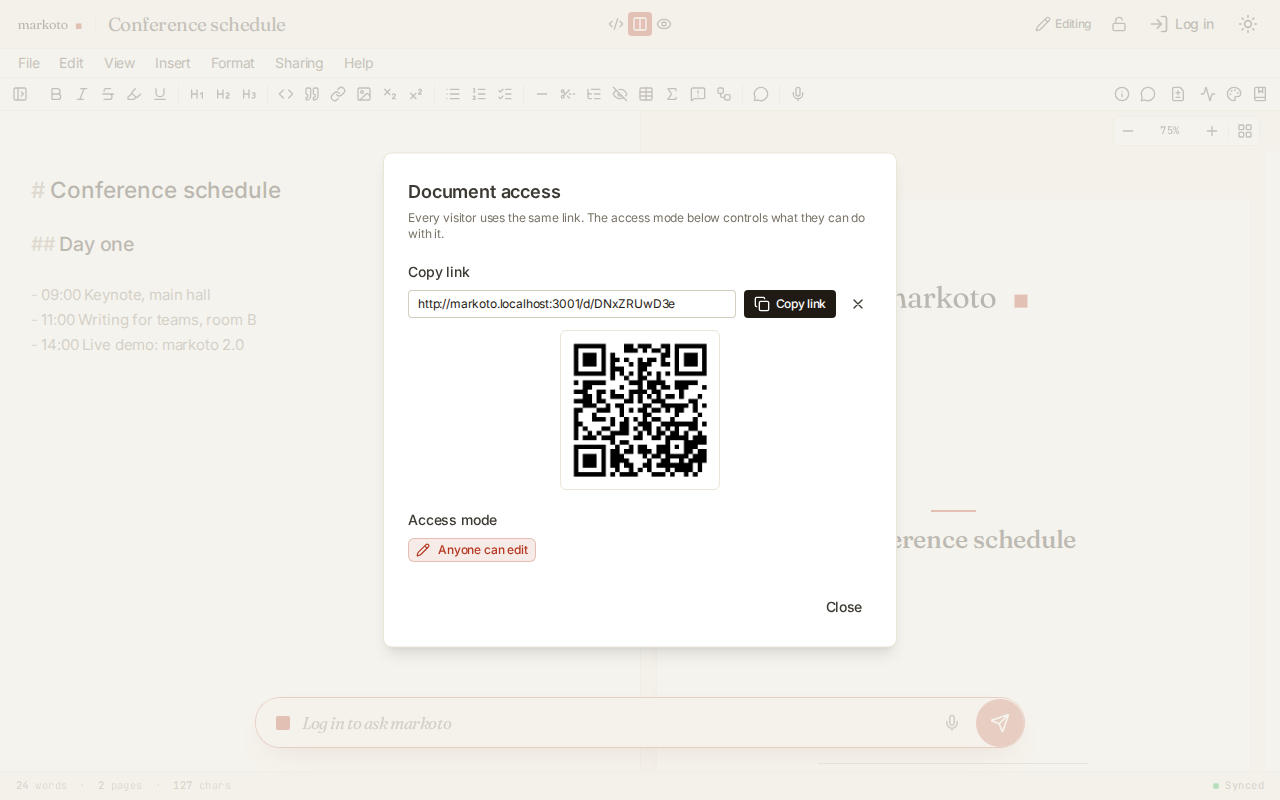 markoto
Conference schedule
Editing
Log in
File Edit View Insert Format Sharing Help
H1 H2 H3
75%
# Conference schedule
## Day one
- 09:00 Keynote, main hall
- 11:00 Writing for teams, room B
- 14:00 Live demo: markoto 2.0
Document access
Every visitor uses the same link. The access mode below controls what they can do
with it.
Copy link
http://markoto.localhost:3001/d/DNxZRUwD3e
Copy link
Access mode
Anyone can edit
Close
arkoto
erence schedule
Log in to ask markoto
24 words · 2 pages · 127 chars
Synced